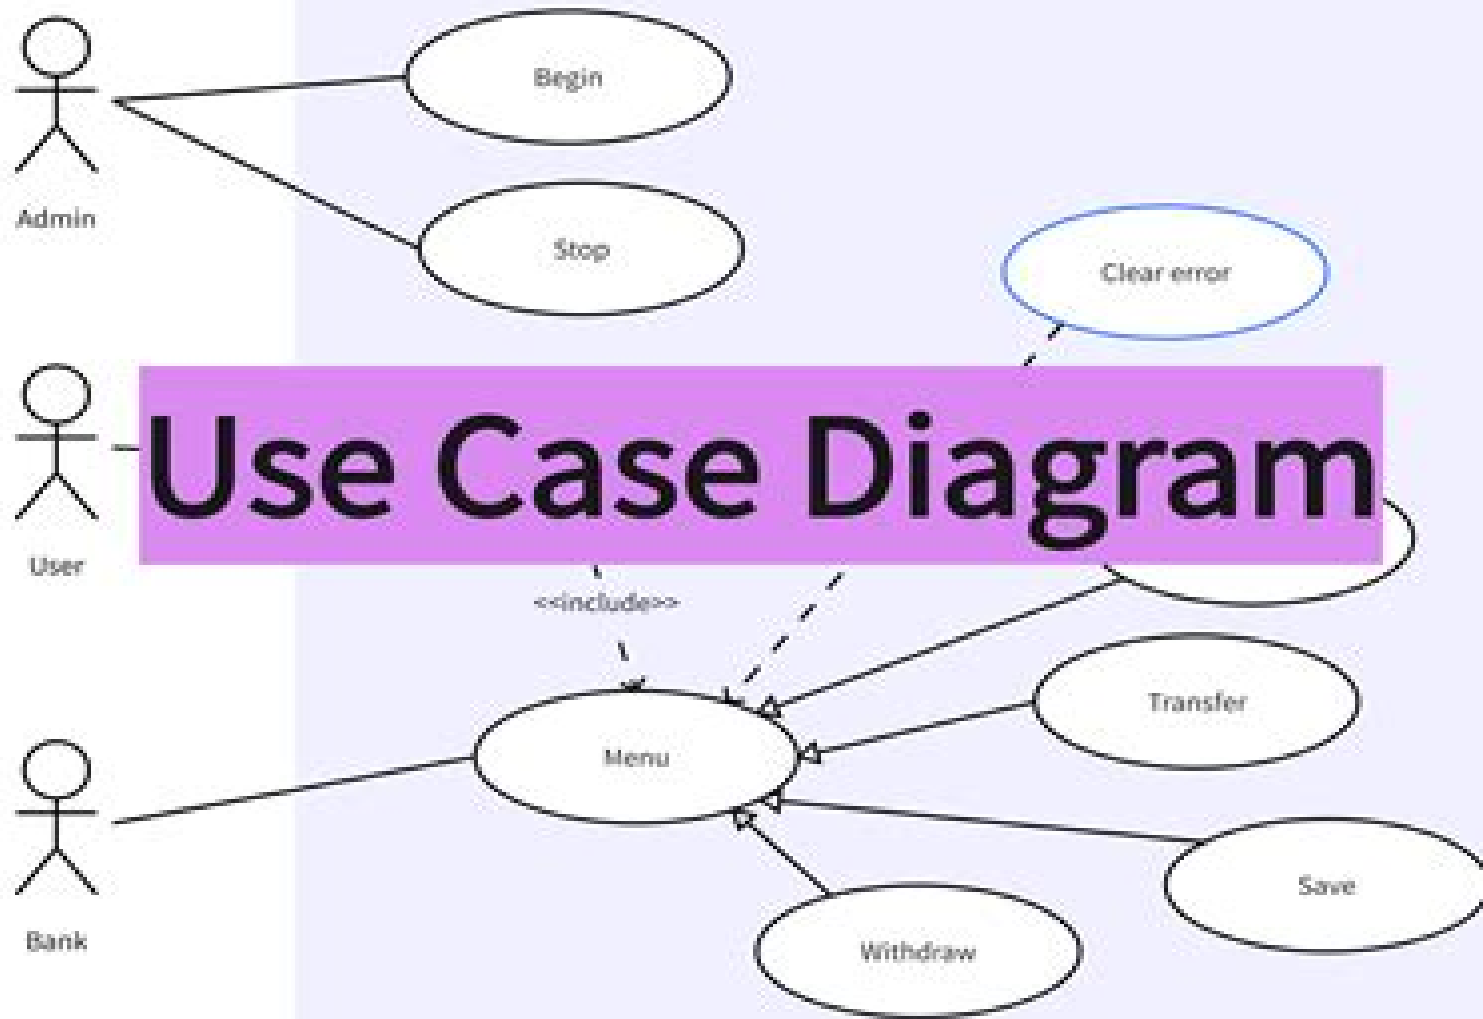 Begin
Admin
Stop
Clear error
Use Case Diagram
User
<<include>>
Transfer
Menu
Save
Bank
Withdraw